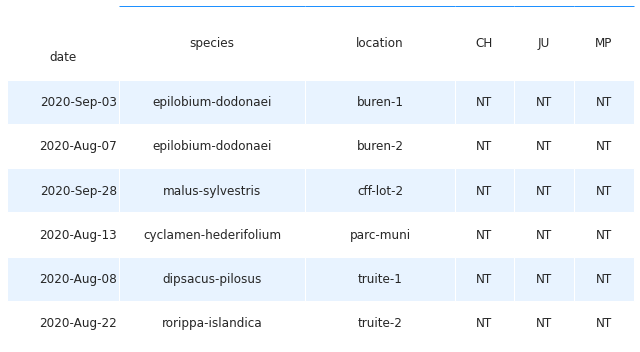 date species location CH JU MP
2020-Sep-03 epilobium-dodonaei buren-1 NT NT NT
2020-Aug-07 epilobium-dodonaei buren-2 NT NT NT
2020-Sep-28 malus-sylvestris cff-lot-2 NT NT NT
2020-Aug-13 cyclamen-hederifolium parc-muni NT NT NT
2020-Aug-08 dipsacus-pilosus truite-1 NT NT NT
2020-Aug-22 rorippa-islandica truite-2 NT NT NT